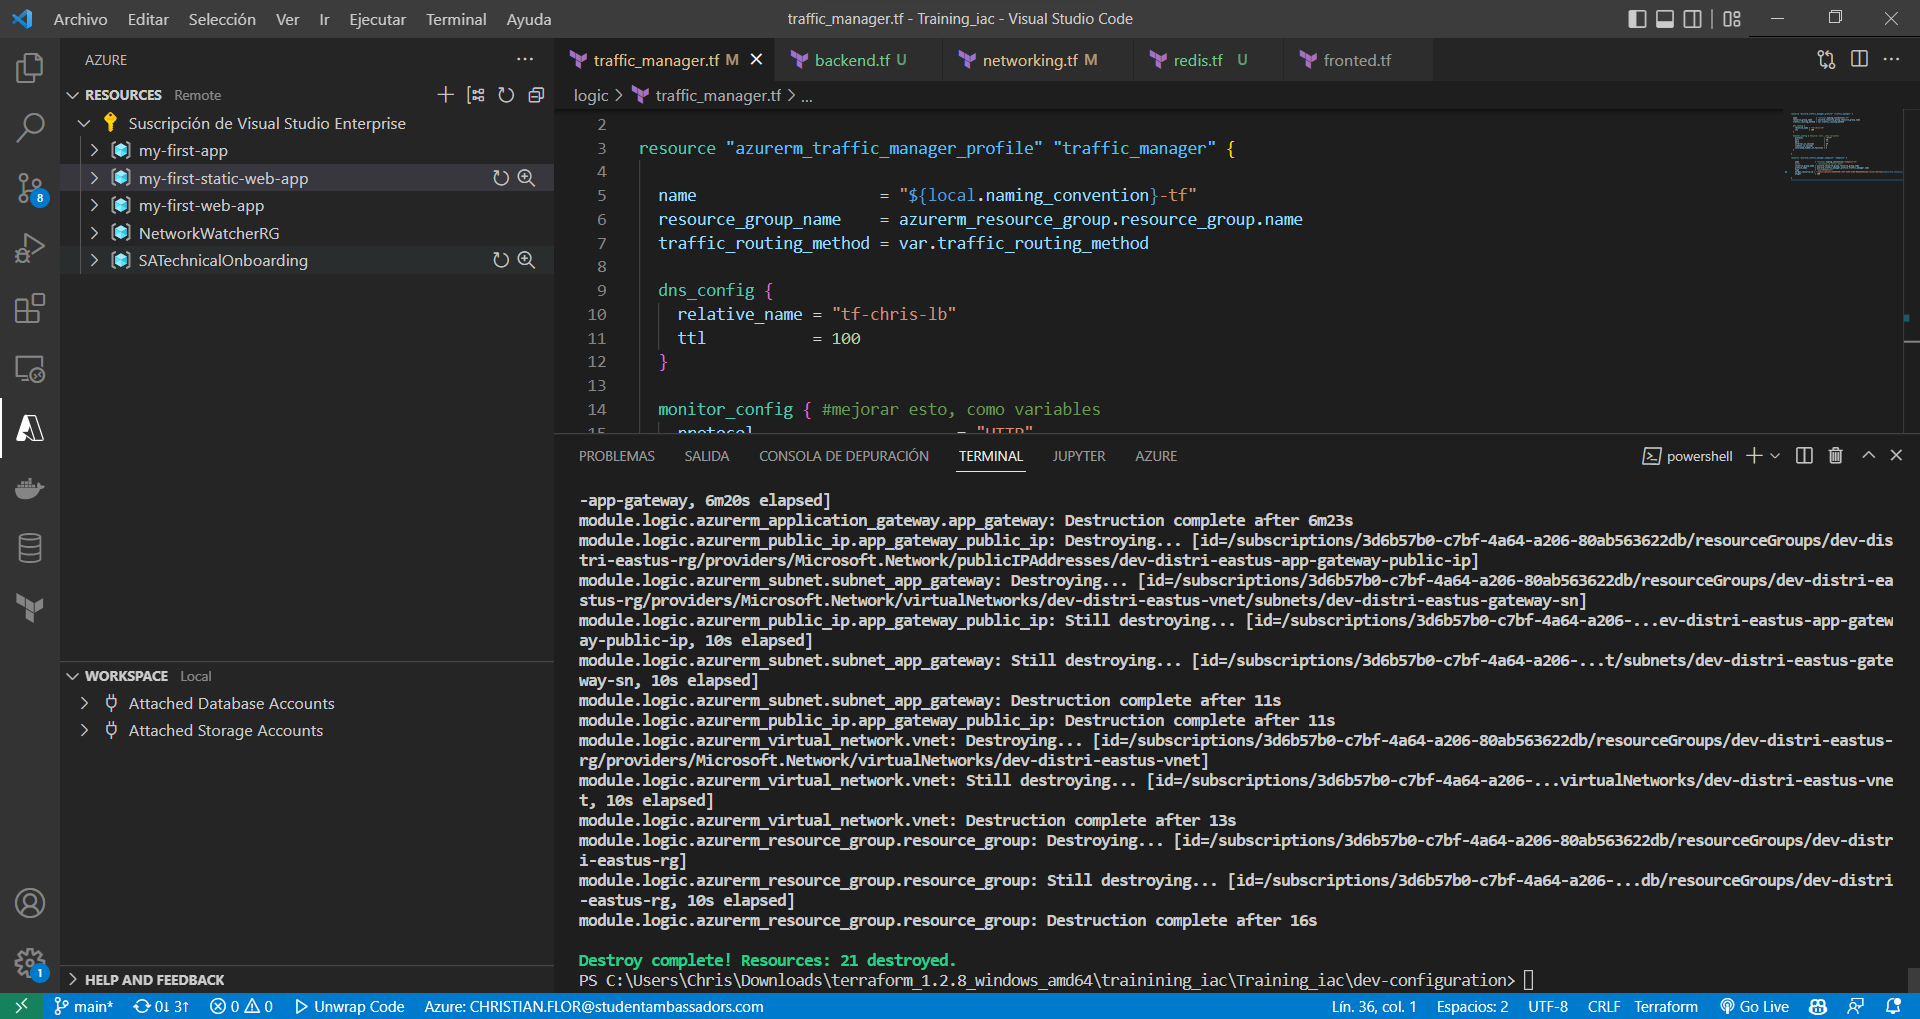 Archivo Editar Selección Ver Ir Ejecutar Terminal Ayuda
traffic_manager.tf - Training_iac - Visual Studio Code
AZURE
RESOURCES Remote
Suscripción de Visual Studio Enterprise
my-first-app
my-first-static-web-app
my-first-web-app
NetworkWatcherRG
SATechnicalOnboarding
WORKSPACE Local
Attached Database Accounts
Attached Storage Accounts
HELP AND FEEDBACK
8
1
traffic_manager.tf M backend.tf U networking.tf M redis.tf U fronted.tf
logic > traffic_manager.tf > ...
2
3 resource "azurerm_traffic_manager_profile" "traffic_manager" {
4
5 name = "${local.naming_convention}-tf"
6 resource_group_name = azurerm_resource_group.resource_group.name
7 traffic_routing_method = var.traffic_routing_method
8
9 dns_config {
10 relative_name = "tf-chris-lb"
11 ttl = 100
12 }
13
14 monitor_config { #mejorar esto, como variables
15 protocol = "HTTP"
PROBLEMAS SALIDA CONSOLA DE DEPURACIÓN TERMINAL JUPYTER AZURE
powershell
-app-gateway, 6m20s elapsed]
module.logic.azurerm_application_gateway.app_gateway: Destruction complete after 6m23s
module.logic.azurerm_public_ip.app_gateway_public_ip: Destroying... [id=/subscriptions/3d6b57b0-c7bf-4a64-a206-80ab563622db/resourceGroups/dev-dis
tri-eastus-rg/providers/Microsoft.Network/publicIPAddresses/dev-distri-eastus-app-gateway-public-ip]
module.logic.azurerm_subnet.subnet_app_gateway: Destroying... [id=/subscriptions/3d6b57b0-c7bf-4a64-a206-80ab563622db/resourceGroups/dev-distri-ea
stus-rg/providers/Microsoft.Network/virtualNetworks/dev-distri-eastus-vnet/subnets/dev-distri-eastus-gateway-sn]
module.logic.azurerm_public_ip.app_gateway_public_ip: Still destroying... [id=/subscriptions/3d6b57b0-c7bf-4a64-a206-...ev-distri-eastus-app-gatew
ay-public-ip, 10s elapsed]
module.logic.azurerm_subnet.subnet_app_gateway: Still destroying... [id=/subscriptions/3d6b57b0-c7bf-4a64-a206-...t/subnets/dev-distri-eastus-gate
way-sn, 10s elapsed]
module.logic.azurerm_subnet.subnet_app_gateway: Destruction complete after 11s
module.logic.azurerm_public_ip.app_gateway_public_ip: Destruction complete after 11s
module.logic.azurerm_virtual_network.vnet: Destroying... [id=/subscriptions/3d6b57b0-c7bf-4a64-a206-80ab563622db/resourceGroups/dev-distri-eastus-
rg/providers/Microsoft.Network/virtualNetworks/dev-distri-eastus-vnet]
module.logic.azurerm_virtual_network.vnet: Still destroying... [id=/subscriptions/3d6b57b0-c7bf-4a64-a206-...virtualNetworks/dev-distri-eastus-vne
t, 10s elapsed]
module.logic.azurerm_virtual_network.vnet: Destruction complete after 13s
module.logic.azurerm_resource_group.resource_group: Destroying... [id=/subscriptions/3d6b57b0-c7bf-4a64-a206-80ab563622db/resourceGroups/dev-distr
i-eastus-rg]
module.logic.azurerm_resource_group.resource_group: Still destroying... [id=/subscriptions/3d6b57b0-c7bf-4a64-a206-...db/resourceGroups/dev-distri
-eastus-rg, 10s elapsed]
module.logic.azurerm_resource_group.resource_group: Destruction complete after 16s
Destroy complete! Resources: 21 destroyed.
PS C:\Users\Chris\Downloads\terraform_1.2.8_windows_amd64\trainining_iac\Training_iac\dev-configuration>
main* 0↓ 3↑ 0 0 Unwrap Code Azure: CHRISTIAN.FLOR@studentambassadors.com Lín. 36, col. 1 Espacios: 2 UTF-8 CRLF Terraform Go Live